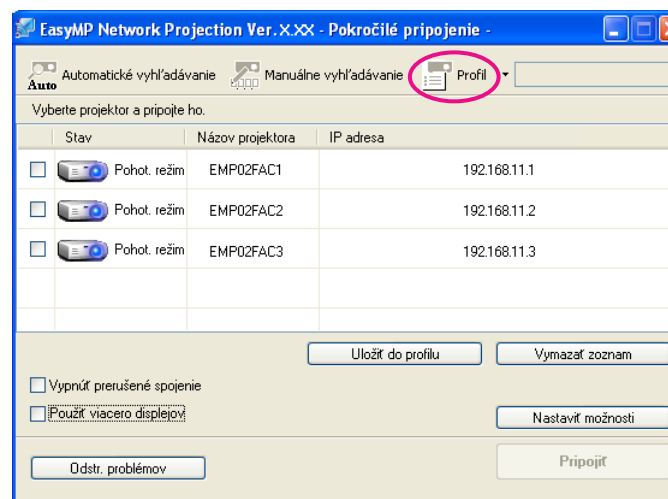 EasyMP Network Projection Ver. X.XX - Pokročilé pripojenie -
Auto Automatické vyhľadávanie Manuálne vyhľadávanie Profil
Vyberte projektor a pripojte ho.
Stav Názov projektora IP adresa
Pohot. režim EMP02FAC1 192.168.11.1
Pohot. režim EMP02FAC2 192.168.11.2
Pohot. režim EMP02FAC3 192.168.11.3
Uložiť do profilu Vymazať zoznam
Vypnúť prerušené spojenie
Použiť viacero displejov
Nastaviť možnosti
Odstr. problémov Pripojiť